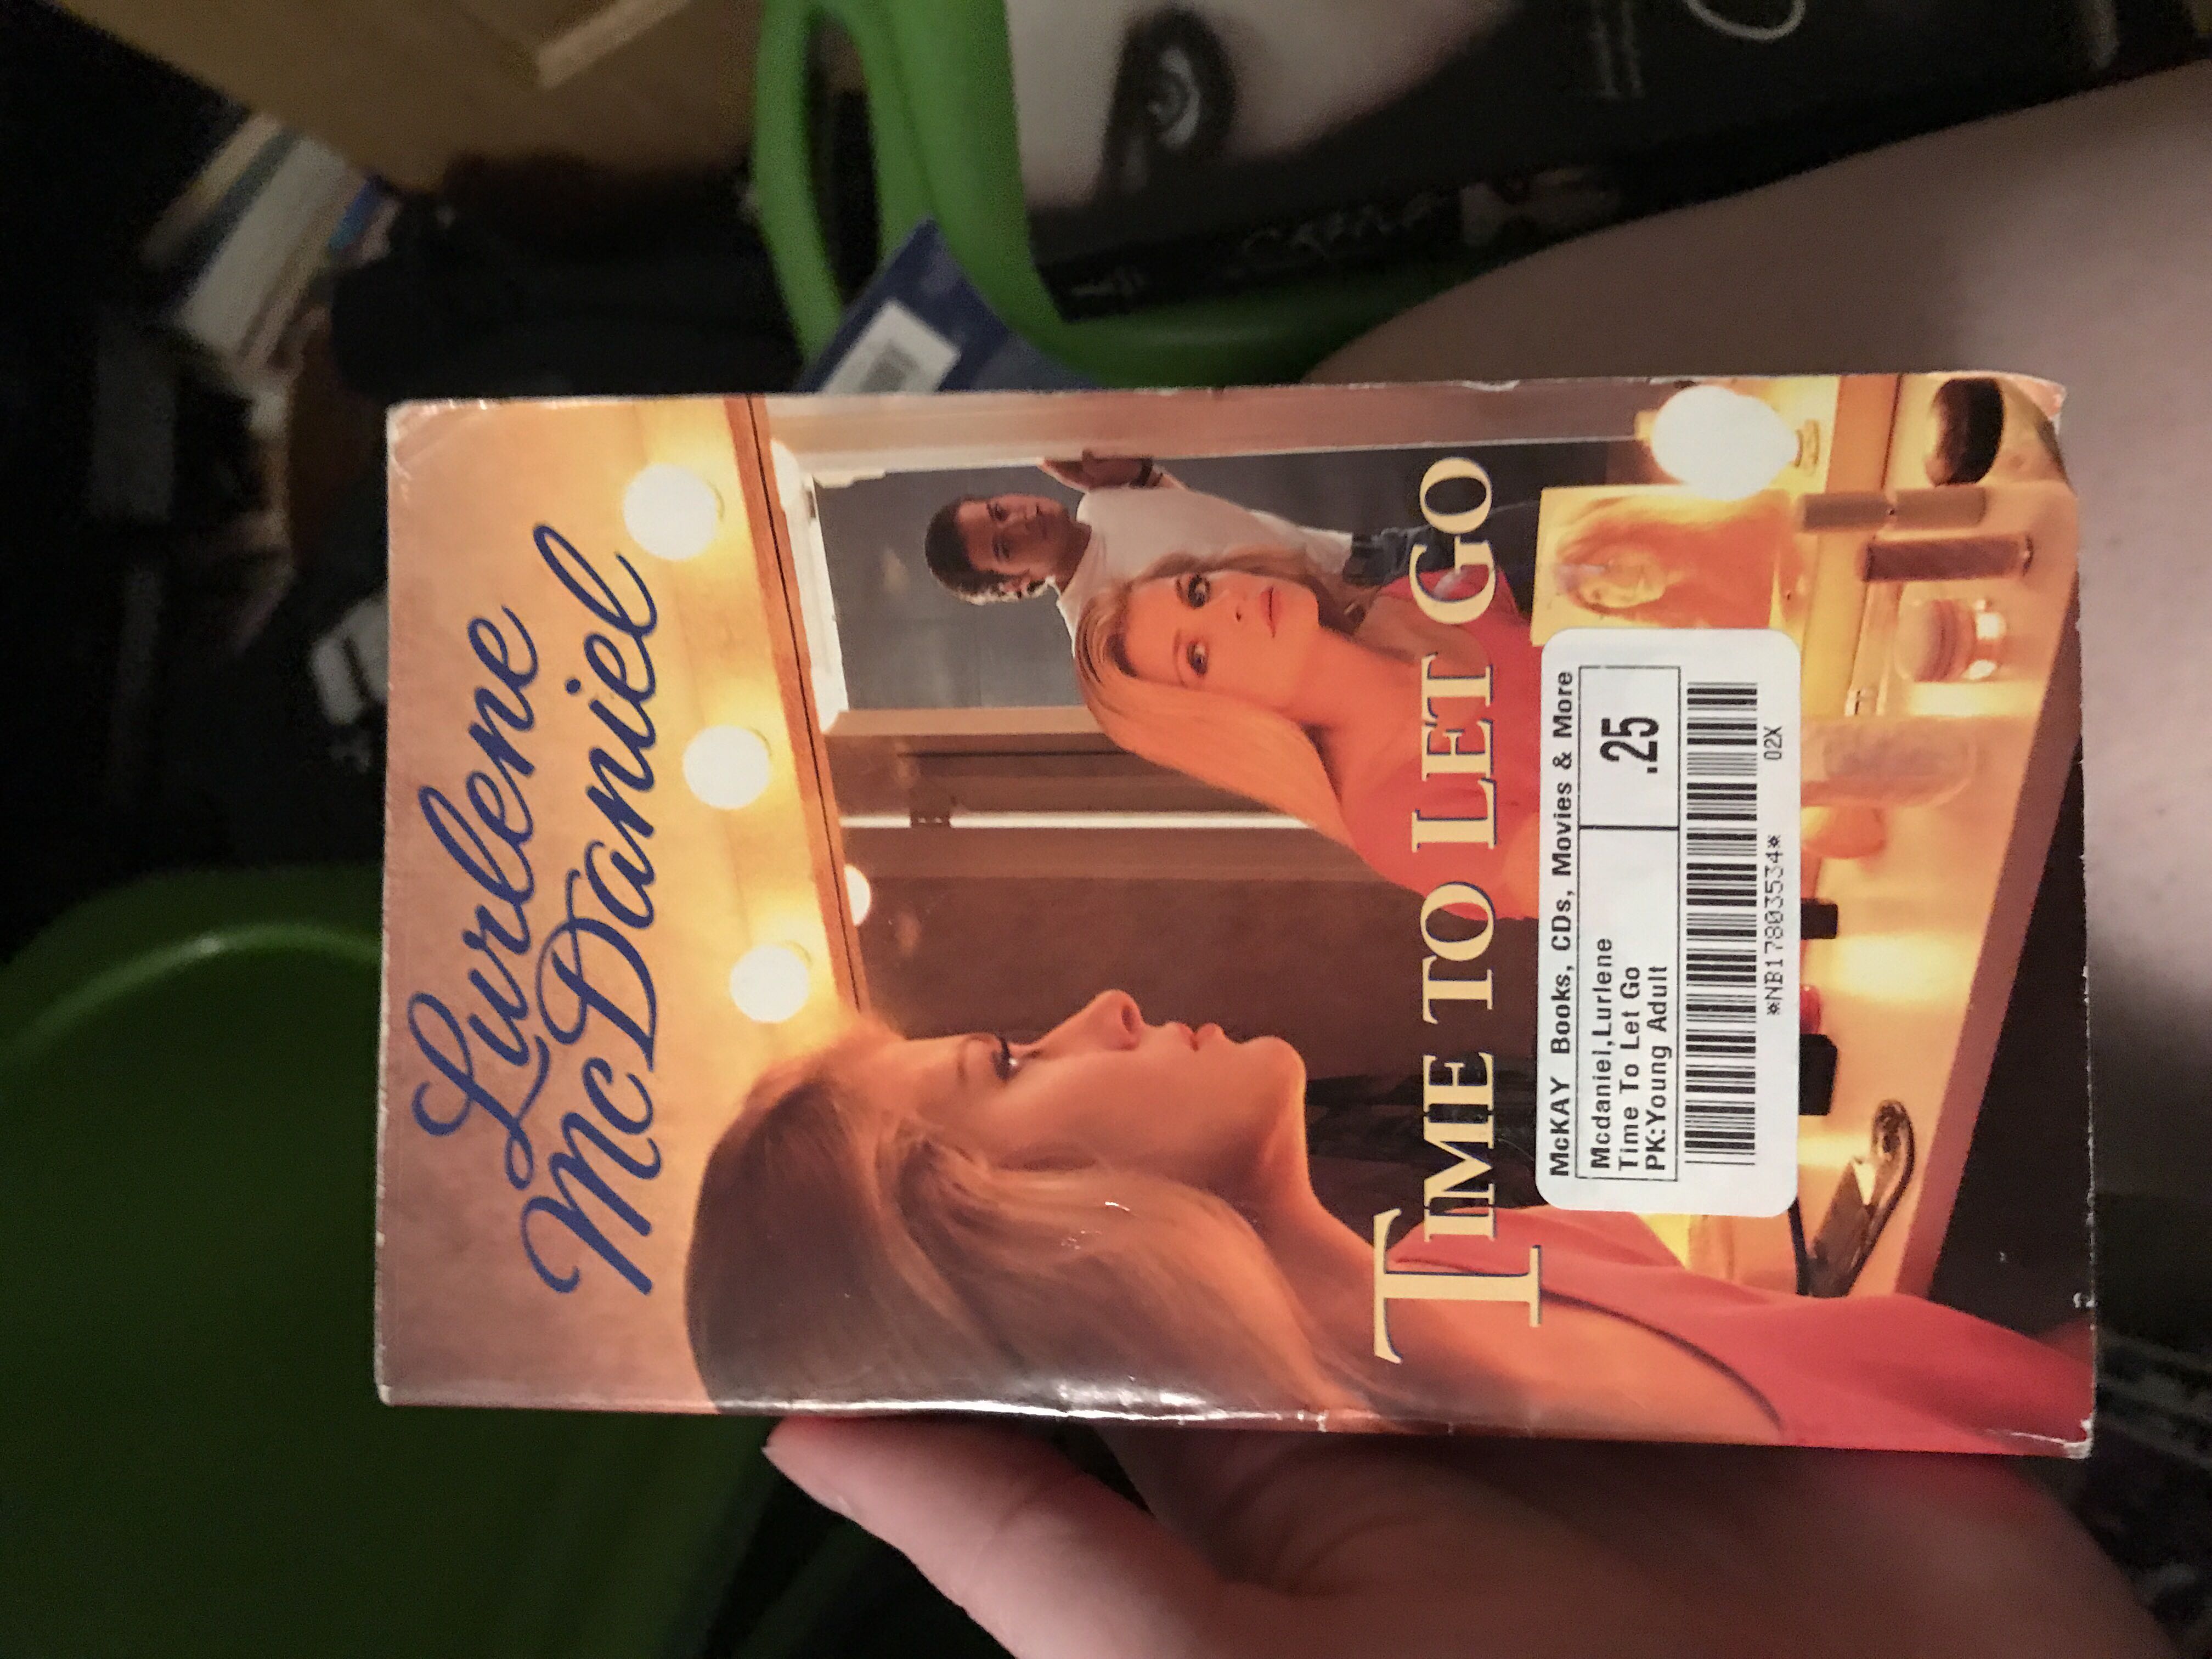 Lurlene
McDaniel
TIME TO LET GO
McKAY Books, CDs, Movies & More
Mcdaniel,Lurlene
Time To Let Go
PK:Young Adult
.25
*NB17803534*
02X